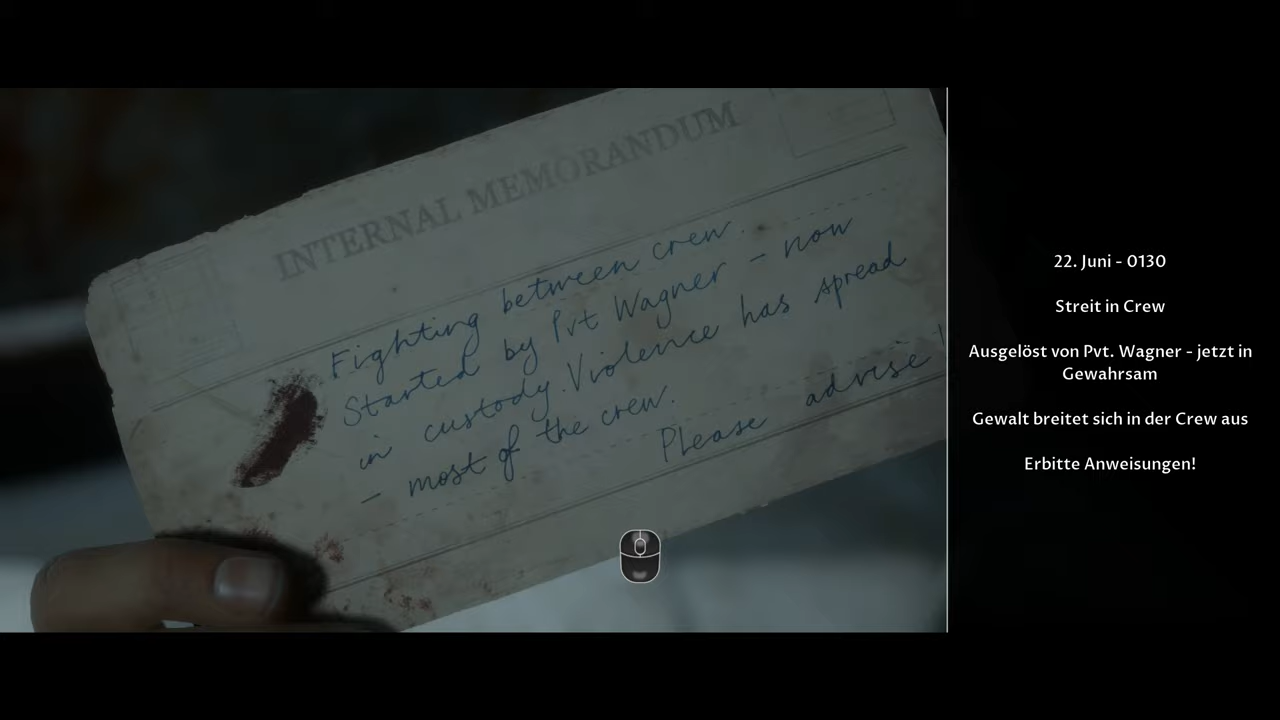 INTERNAL MEMORANDUM
Fighting between crew.
Started by Pvt Wagner - now
in custody. Violence has spread
- most of the crew.
Please advise!
22. Juni - 0130
Streit in Crew
Ausgelöst von Pvt. Wagner - jetzt in
Gewahrsam
Gewalt breitet sich in der Crew aus
Erbitte Anweisungen!